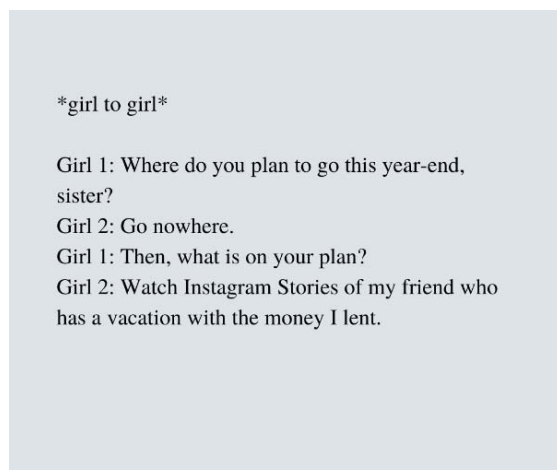 *girl to girl*
Girl 1: Where do you plan to go this year-end,
sister?
Girl 2: Go nowhere.
Girl 1: Then, what is on your plan?
Girl 2: Watch Instagram Stories of my friend who
has a vacation with the money I lent.